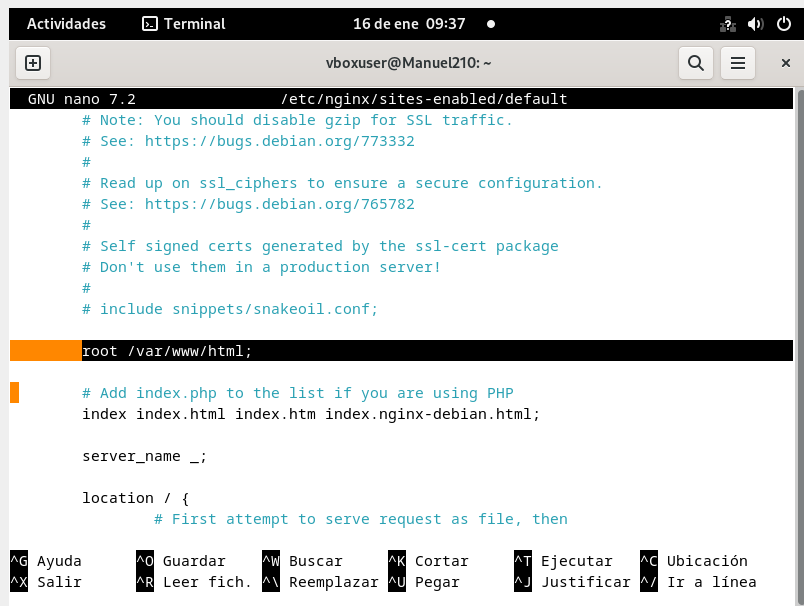 Actividades Terminal 16 de ene 09:37
vboxuser@Manuel210: ~
GNU nano 7.2 /etc/nginx/sites-enabled/default
# Note: You should disable gzip for SSL traffic.
# See: https://bugs.debian.org/773332
#
# Read up on ssl_ciphers to ensure a secure configuration.
# See: https://bugs.debian.org/765782
#
# Self signed certs generated by the ssl-cert package
# Don't use them in a production server!
#
# include snippets/snakeoil.conf;
root /var/www/html;
# Add index.php to the list if you are using PHP
index index.html index.htm index.nginx-debian.html;
server_name _;
location / {
# First attempt to serve request as file, then
^G Ayuda ^O Guardar ^W Buscar ^K Cortar ^T Ejecutar ^C Ubicación
^X Salir ^R Leer fich. ^\ Reemplazar ^U Pegar ^J Justificar ^/ Ir a línea